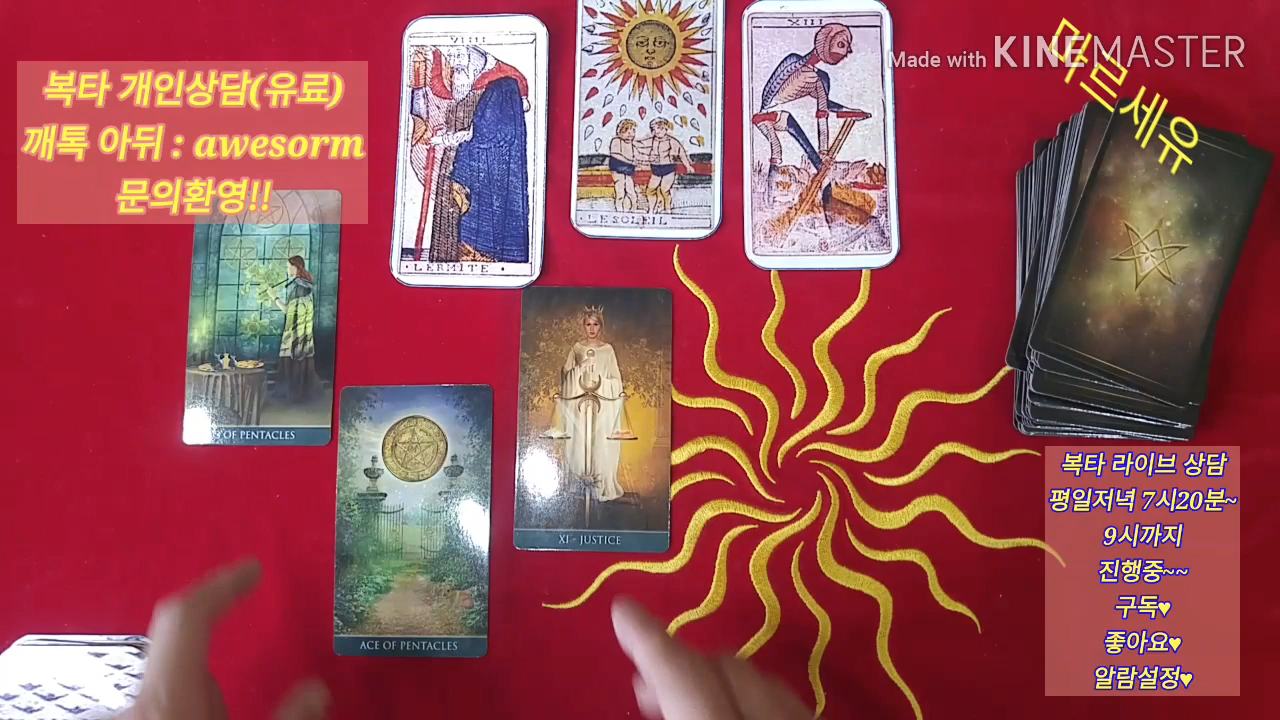 복타 개인상담(유료)
깨톡 아뒤 : awesorm
문의환영!!
Made with KINEMASTER
마르세유
VIIII
LERMITE
LE SOLEIL
XIII
OF PENTACLES
ACE OF PENTACLES
XI - JUSTICE
복타 라이브 상담
평일저녁 7시20분~
9시까지
진행중~~
구독♥
좋아요♥
알람설정♥